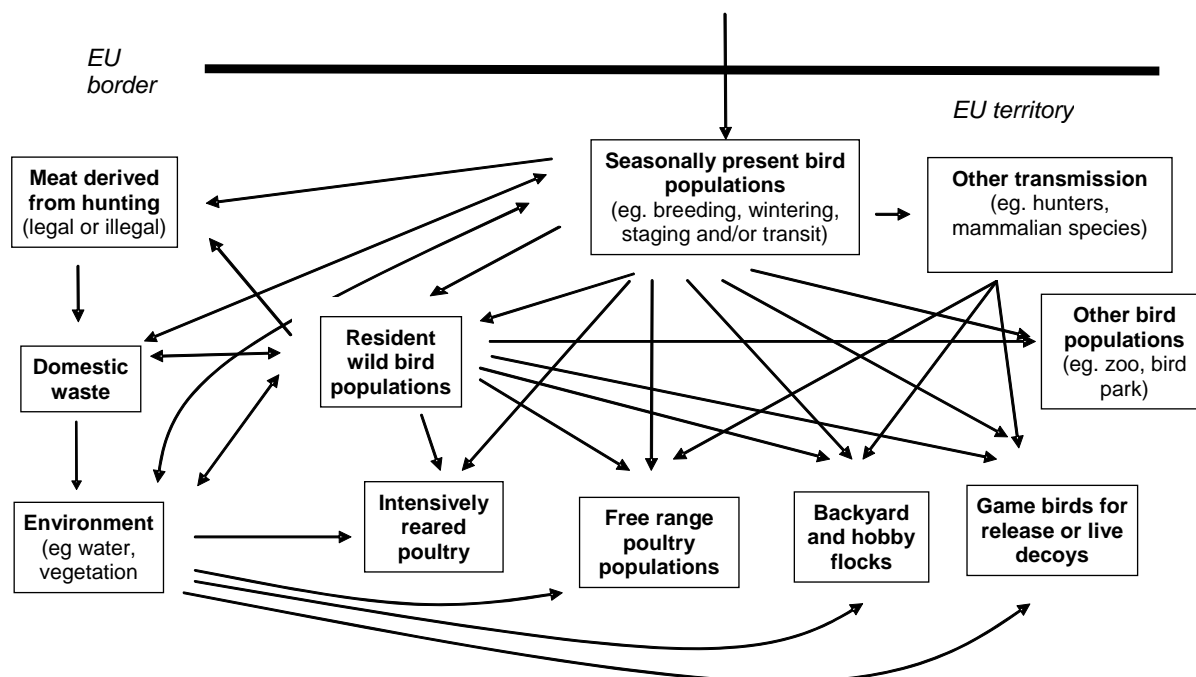 EU
border
EU territory
Seasonally present bird
populations
(eg. breeding, wintering,
staging and/or transit)
Meat derived
from hunting
(legal or illegal)
Other transmission
(eg. hunters,
mammalian species)
Other bird
populations
(eg. zoo, bird
park)
Resident
wild bird
populations
Domestic
waste
Environment
(eg water,
vegetation
Intensively
reared
poultry
Free range
poultry
populations
Backyard
and hobby
flocks
Game birds for
release or live
decoys